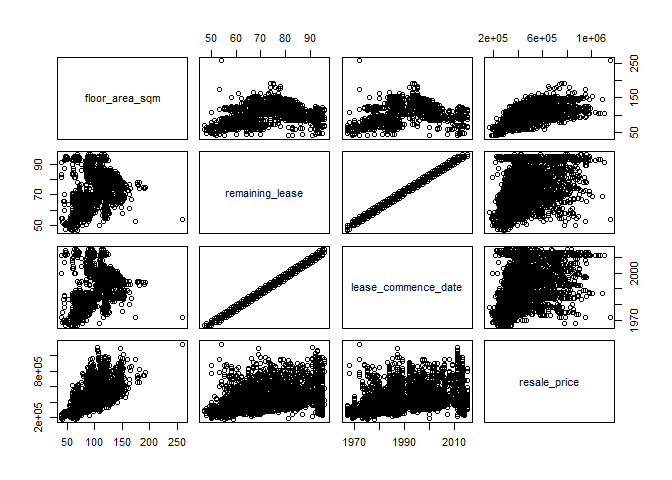 50 60 70 80 90
2e+05 6e+05 1e+06
floor_area_sqm
50 150 250
50 70 90
remaining_lease
lease_commence_date
1970 2000
2e+05 8e+05
resale_price
50 100 150 200 250
1970 1990 2010